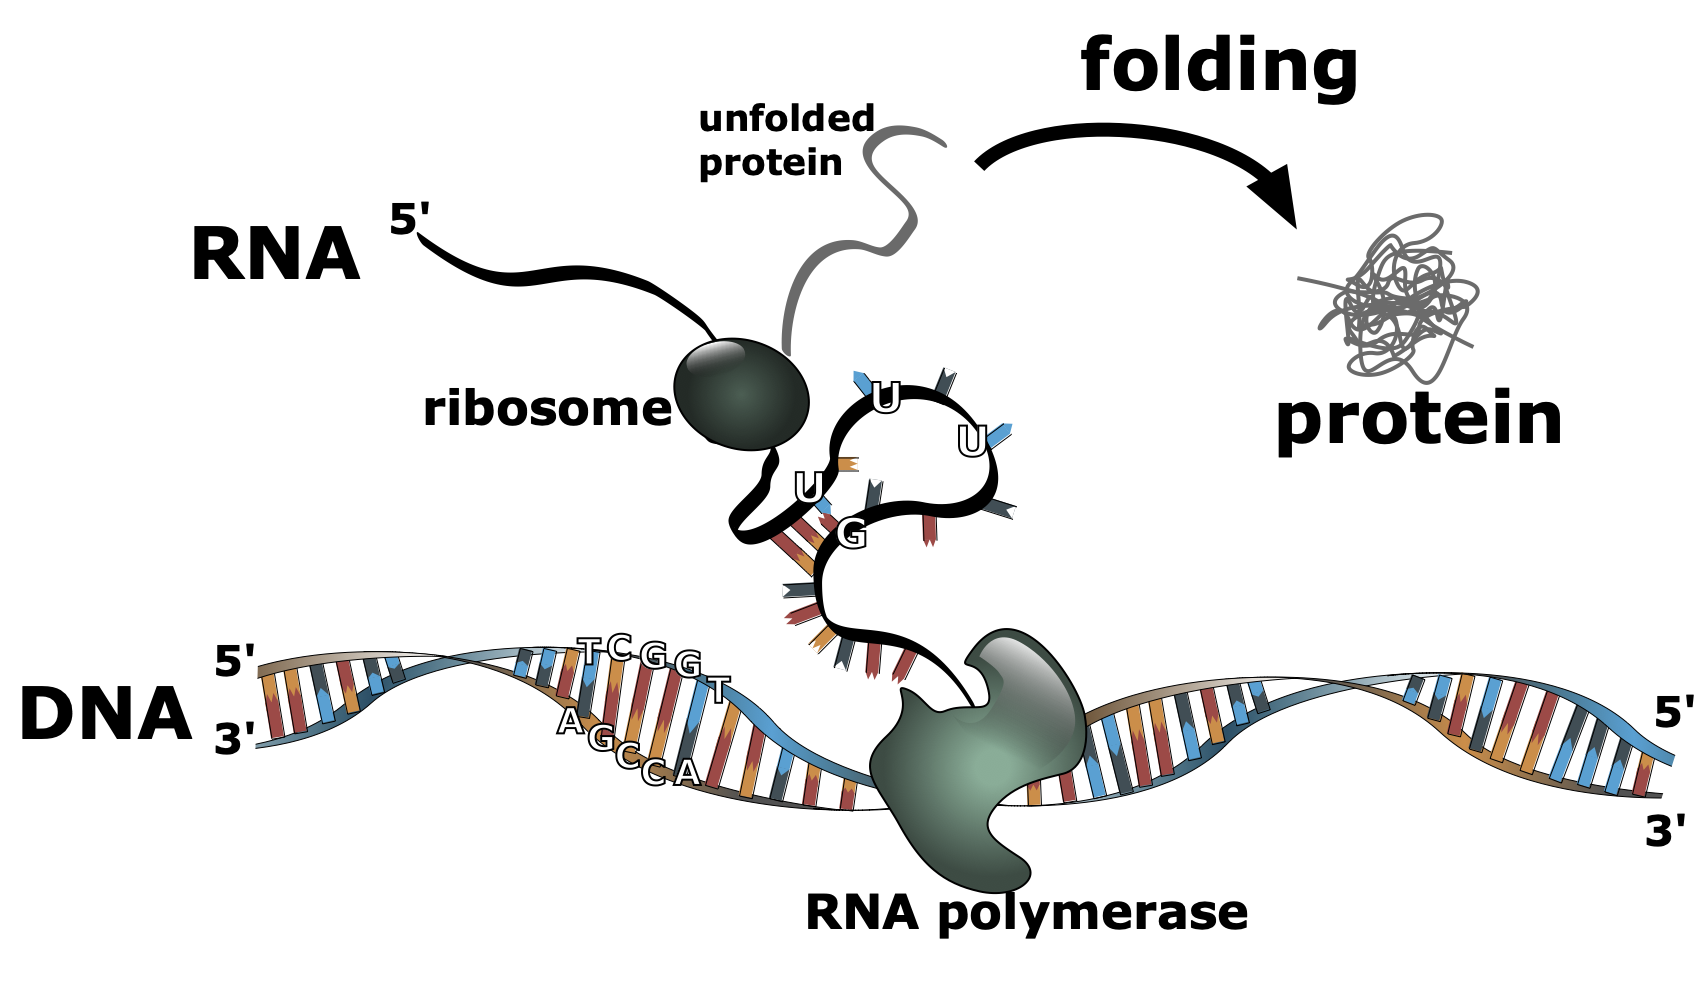 folding
unfolded
protein
5'
RNA
ribosome
protein
U
U
U
G
5'
TCGGT
DNA
3'
AGCCA
5'
3'
RNA polymerase